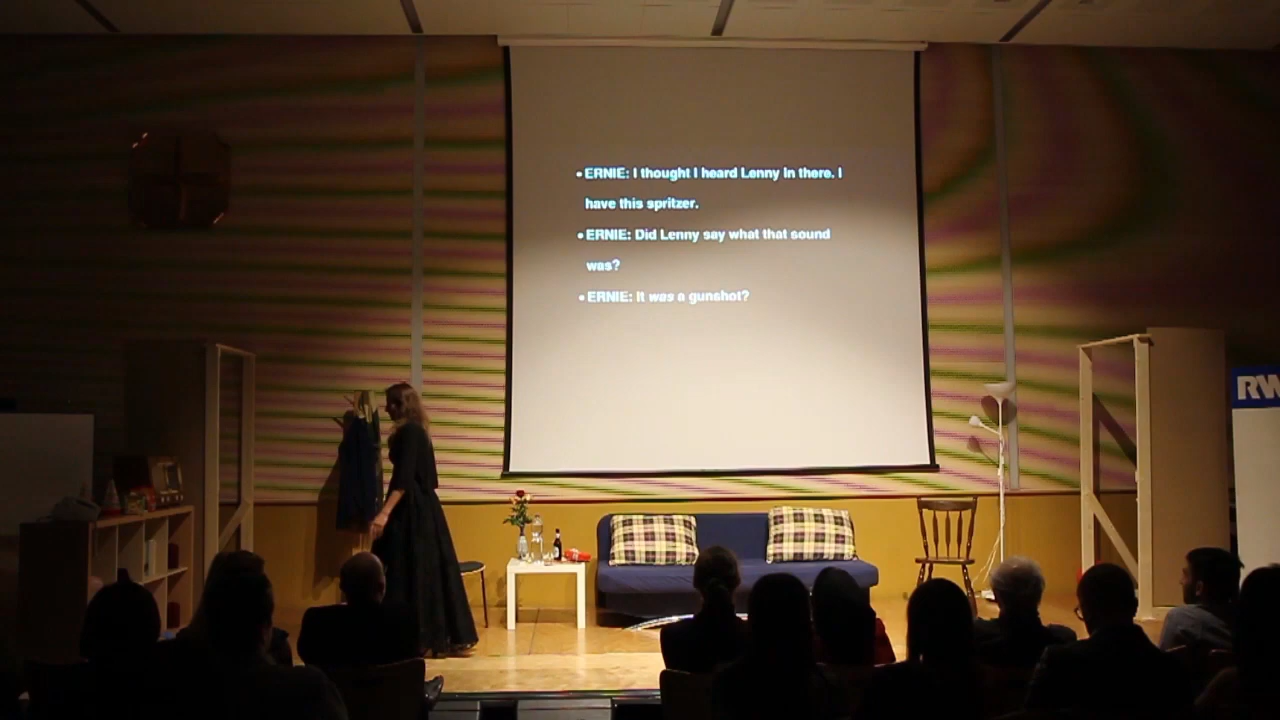 • ERNIE: I thought I heard Lenny in there. I
have this spritzer.
• ERNIE: Did Lenny say what that sound
was?
• ERNIE: It was a gunshot?
RW